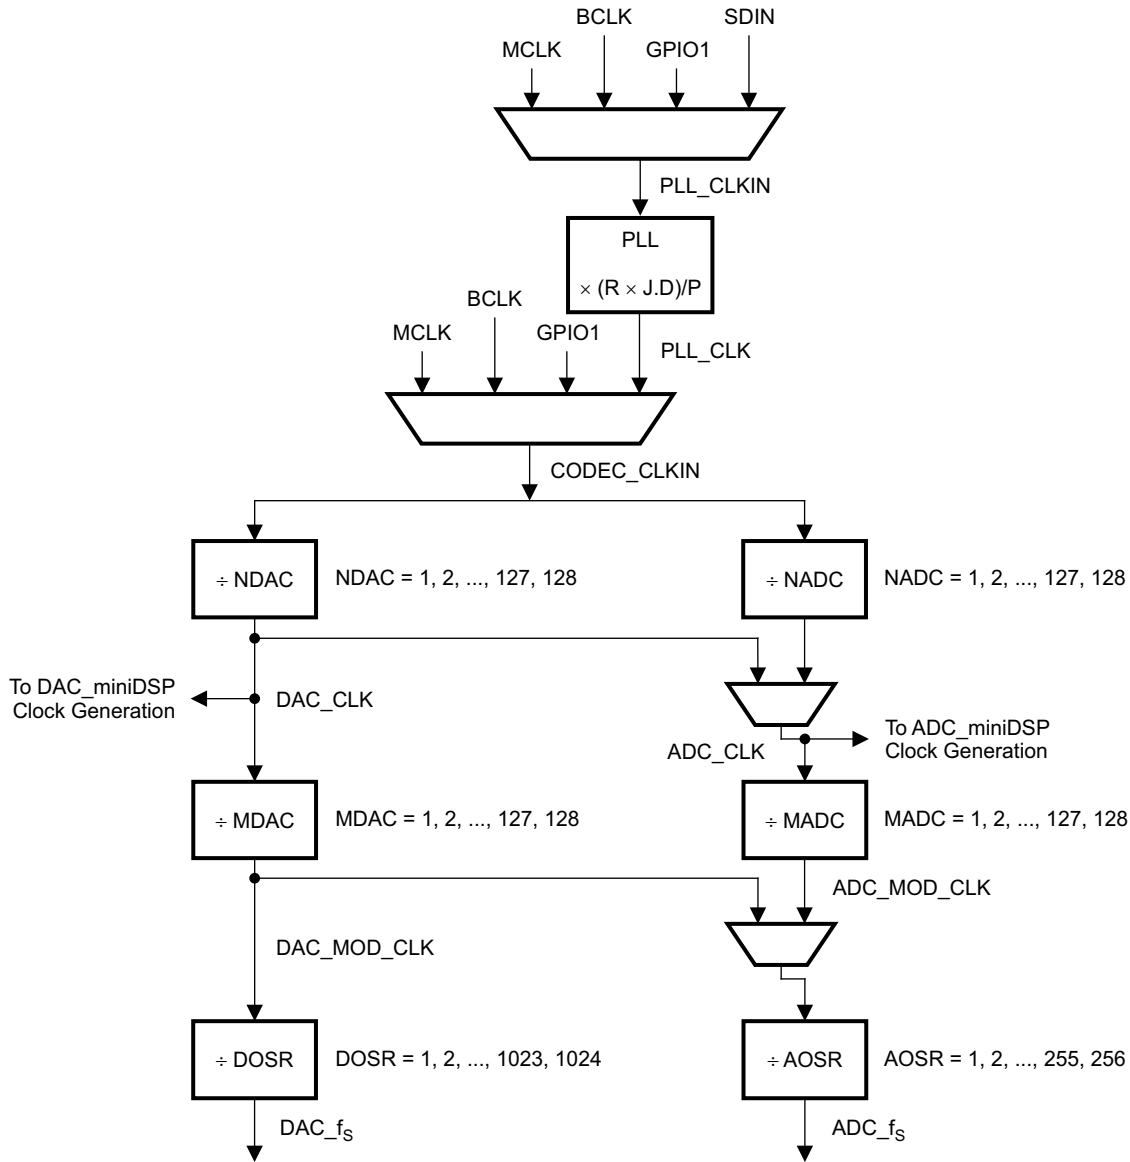 BCLK
SDIN
MCLK
GPIO1
PLL_CLKIN
PLL
× (R × J.D)/P
BCLK
MCLK
GPIO1
PLL_CLK
CODEC_CLKIN
÷ NDAC
NDAC = 1, 2, ..., 127, 128
÷ NADC
NADC = 1, 2, ..., 127, 128
To DAC_miniDSP
Clock Generation
DAC_CLK
ADC_CLK
To ADC_miniDSP
Clock Generation
÷ MDAC
MDAC = 1, 2, ..., 127, 128
÷ MADC
MADC = 1, 2, ..., 127, 128
ADC_MOD_CLK
DAC_MOD_CLK
÷ DOSR
DOSR = 1, 2, ..., 1023, 1024
÷ AOSR
AOSR = 1, 2, ..., 255, 256
DAC_fS
ADC_fS